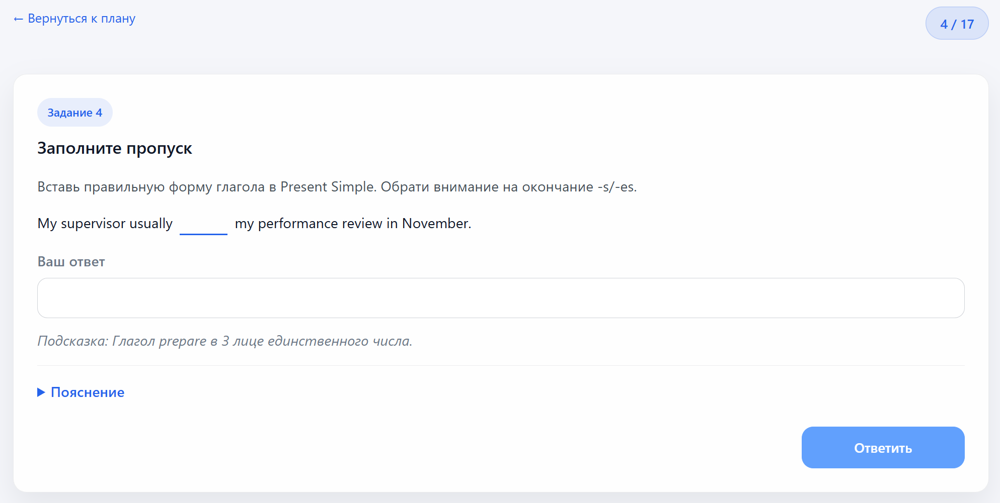 ← Вернуться к плану
4 / 17
Задание 4
Заполните пропуск
Вставь правильную форму глагола в Present Simple. Обрати внимание на окончание -s/-es.
My supervisor usually ______ my performance review in November.
Ваш ответ
Подсказка: Глагол prepare в 3 лице единственного числа.
▶ Пояснение
Ответить